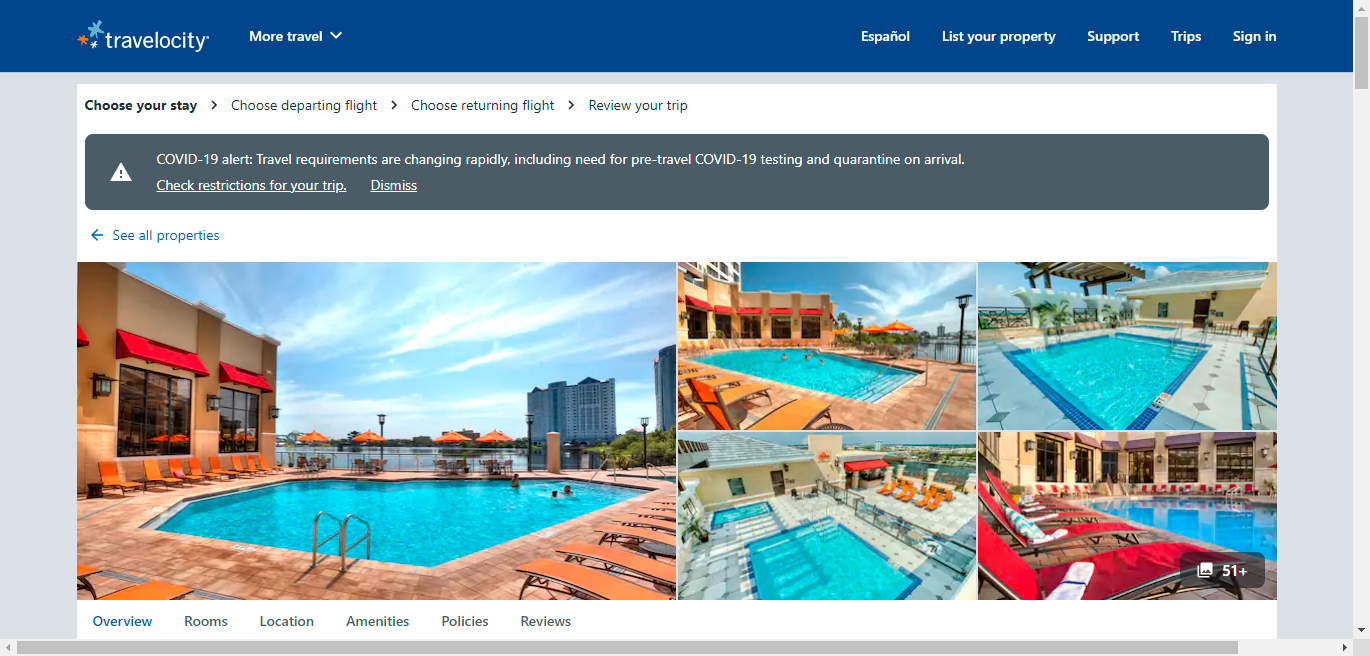 travelocity
More travel
Español
List your property
Support
Trips
Sign in
Choose your stay
Choose departing flight
Choose returning flight
Review your trip
COVID-19 alert: Travel requirements are changing rapidly, including need for pre-travel COVID-19 testing and quarantine on arrival.
Check restrictions for your trip.
Dismiss
See all properties
51+
Overview
Rooms
Location
Amenities
Policies
Reviews